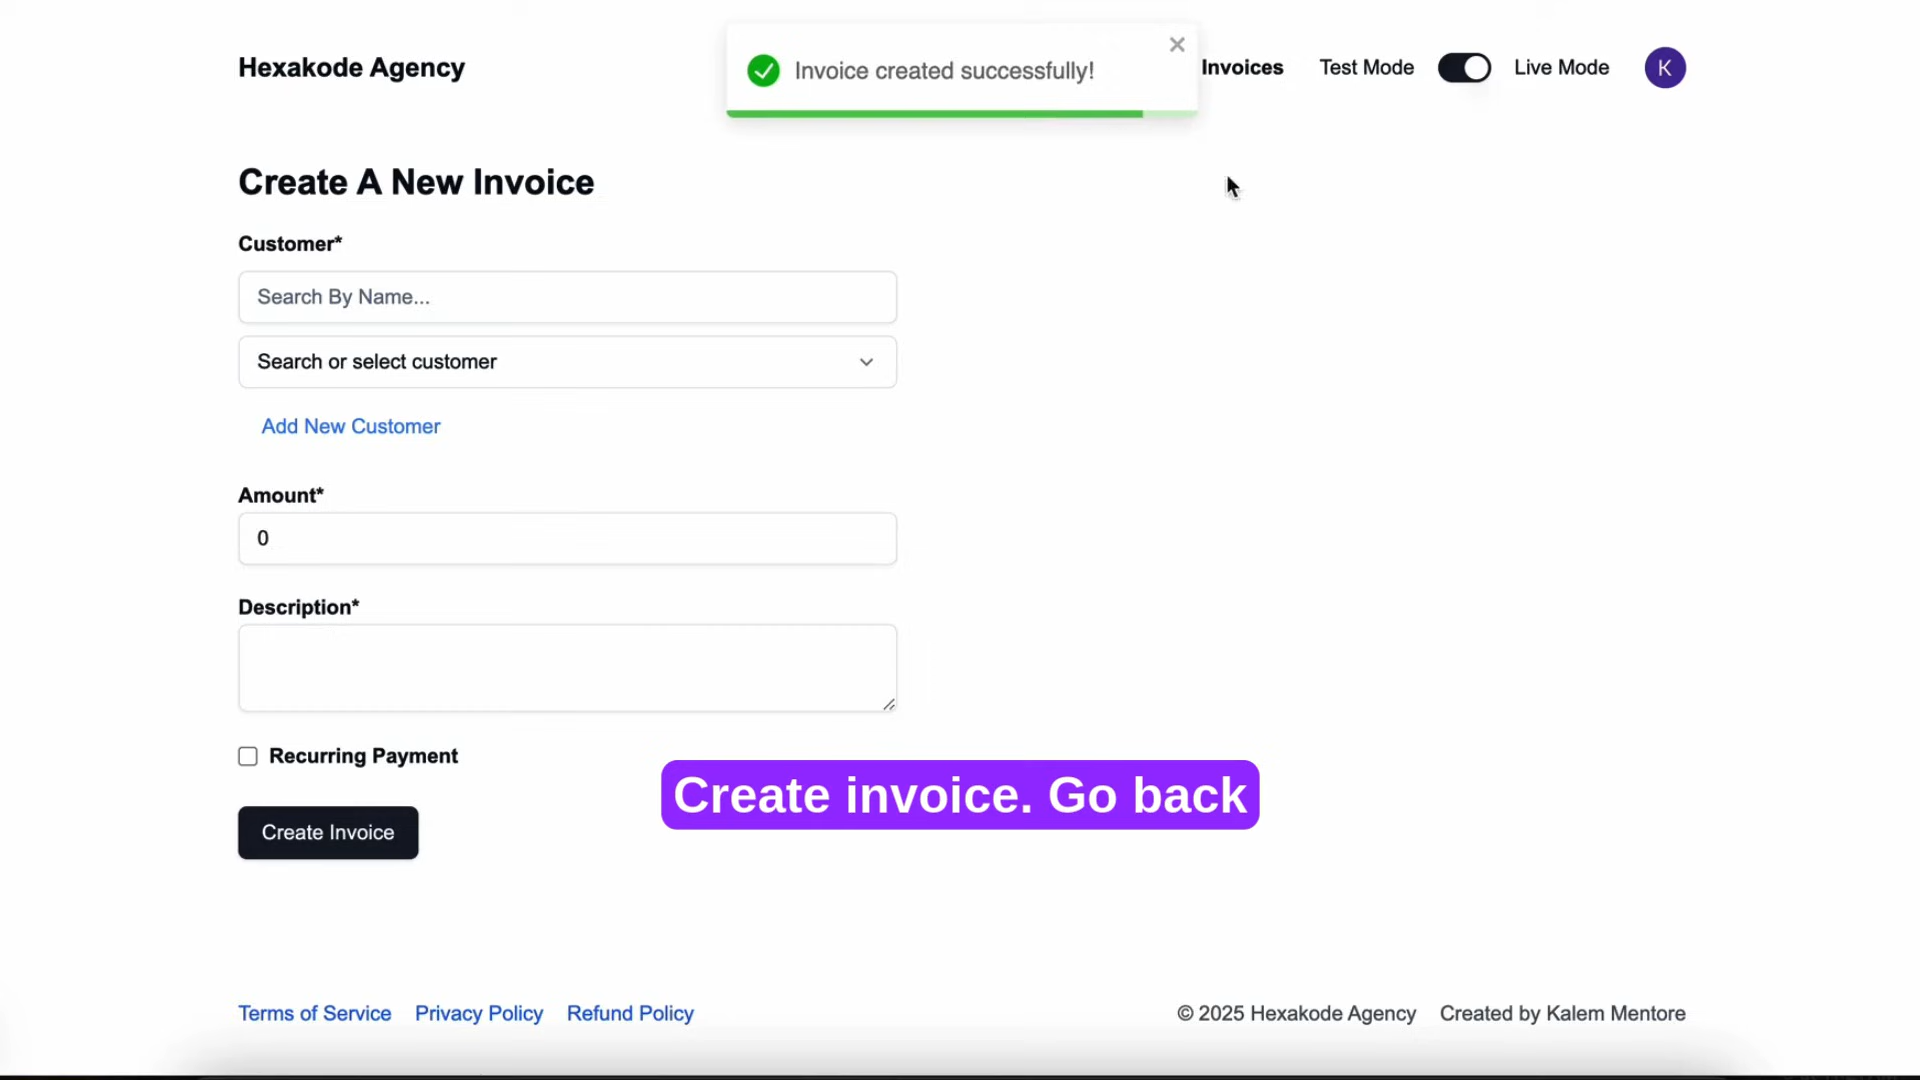 Hexakode Agency
Invoice created successfully!
Invoices
Test Mode
Live Mode
K
Create A New Invoice
Customer*
Search By Name...
Search or select customer
Add New Customer
Amount*
0
Description*
Recurring Payment
Create invoice. Go back
Create Invoice
Terms of Service
Privacy Policy
Refund Policy
© 2025 Hexakode Agency
Created by Kalem Mentore